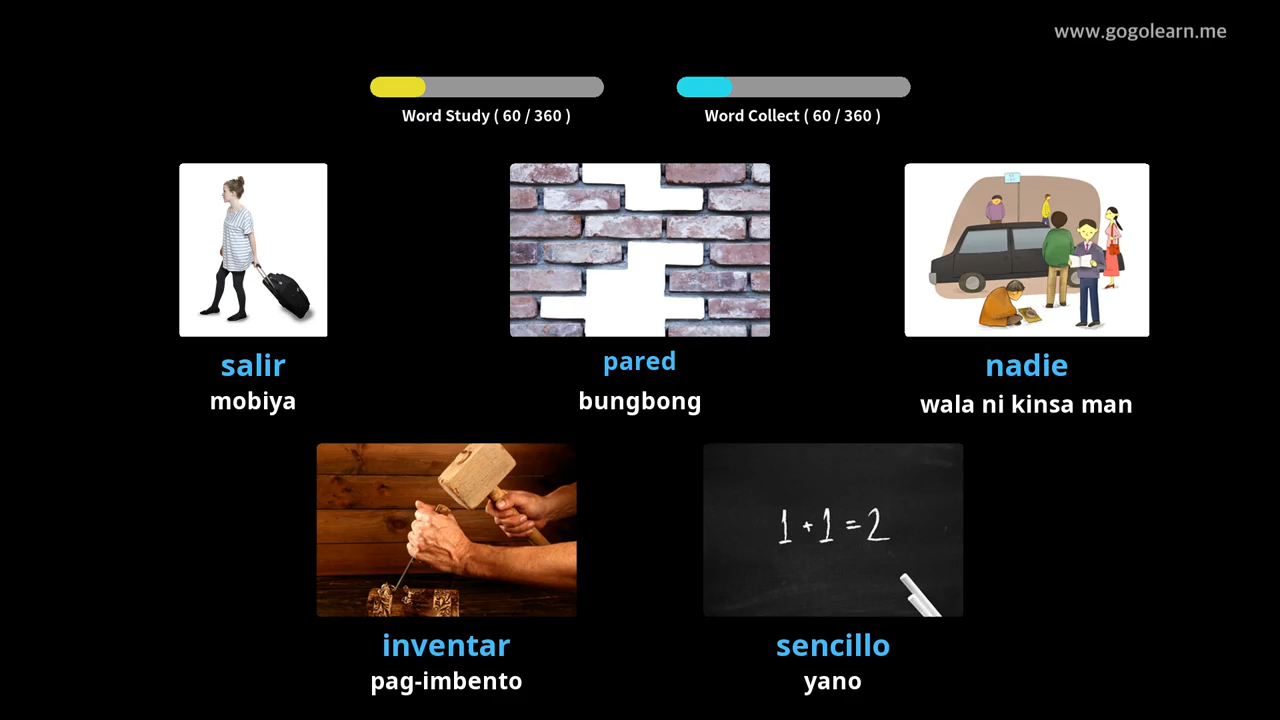 www.gogolearn.me
Word Study ( 60 / 360 )
Word Collect ( 60 / 360 )
salir
mobiya
pared
bungbong
nadie
wala ni kinsa man
1 + 1 = 2
inventar
pag-imbento
sencillo
yano